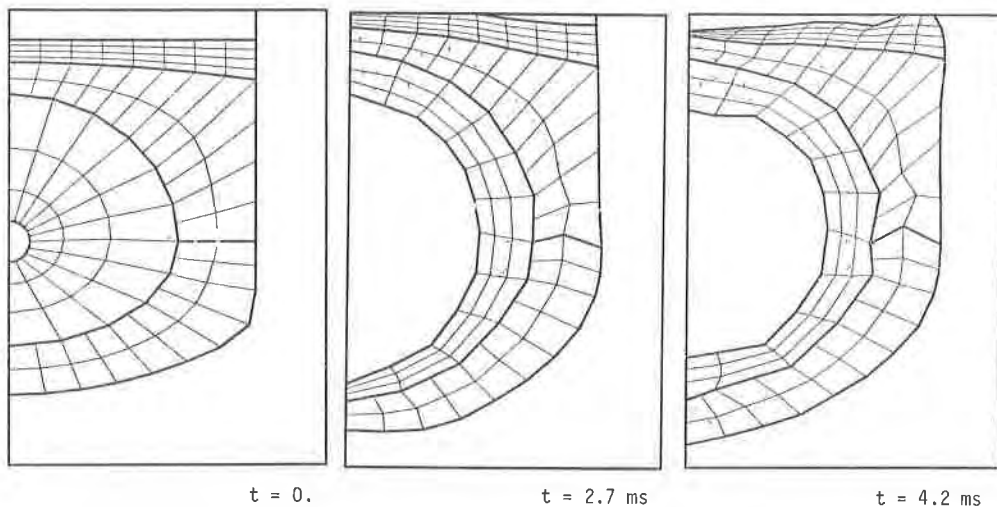 t = 0.
t = 2.7 ms
t = 4.2 ms